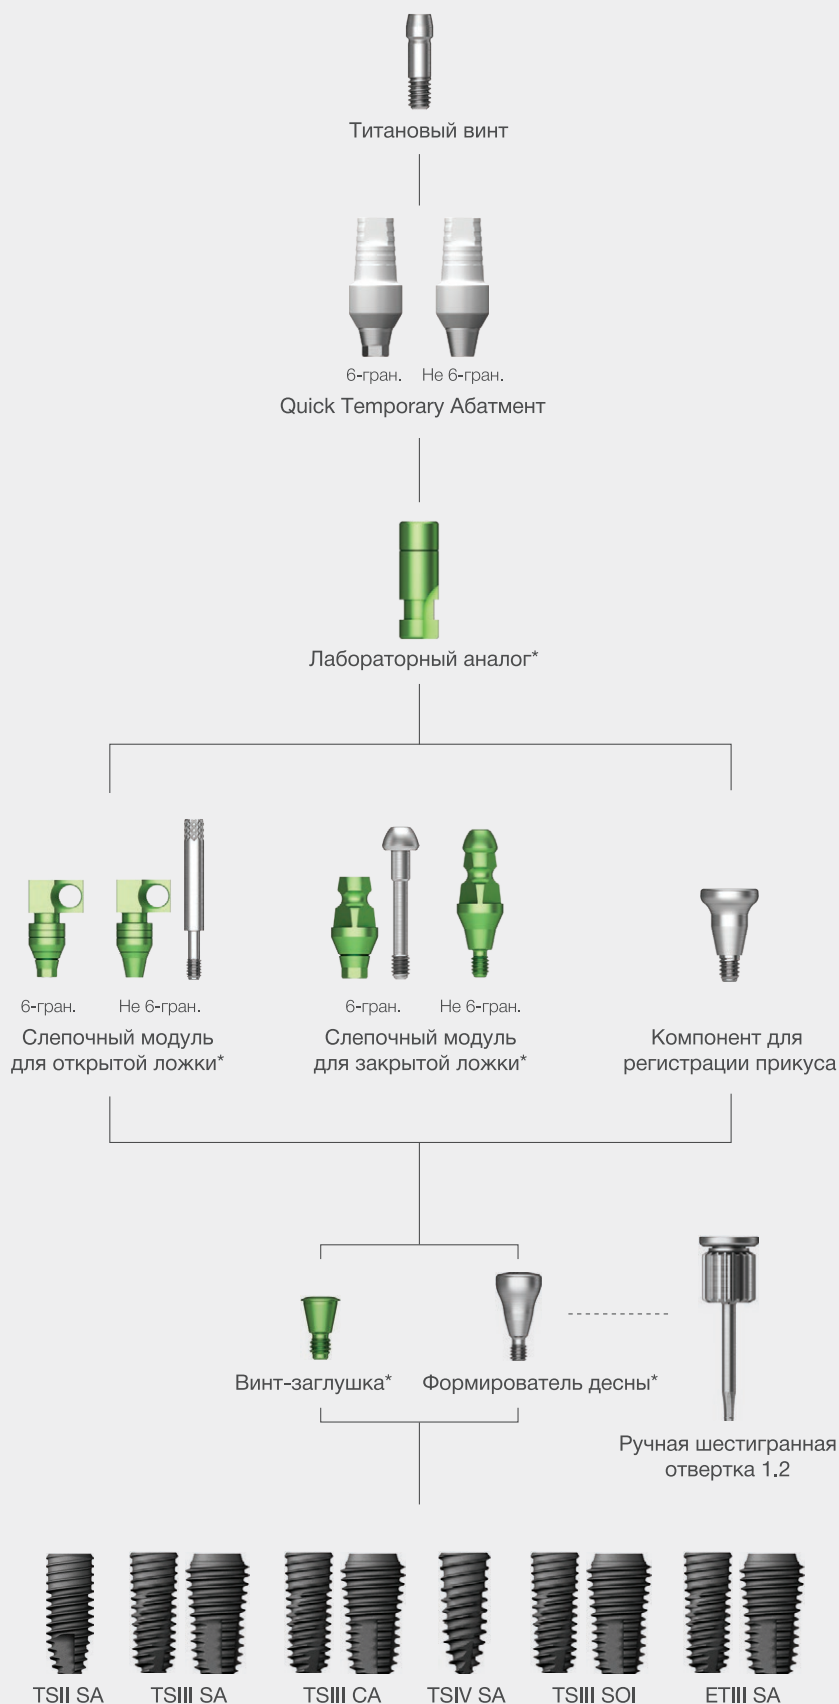 Титановый винт
6-гран. Не 6-гран.
Quick Temporary Абатмент
Лабораторный аналог*
6-гран. Не 6-гран.
Слепочный модуль
для открытой ложки*
6-гран. Не 6-гран.
Слепочный модуль
для закрытой ложки*
Компонент для
регистрации прикуса
Винт-заглушка*
Формирователь десны*
Ручная шестигранная
отвертка 1.2
TSII SA
TSIII SA
TSIII CA
TSIV SA
TSIII SOI
ETIII SA